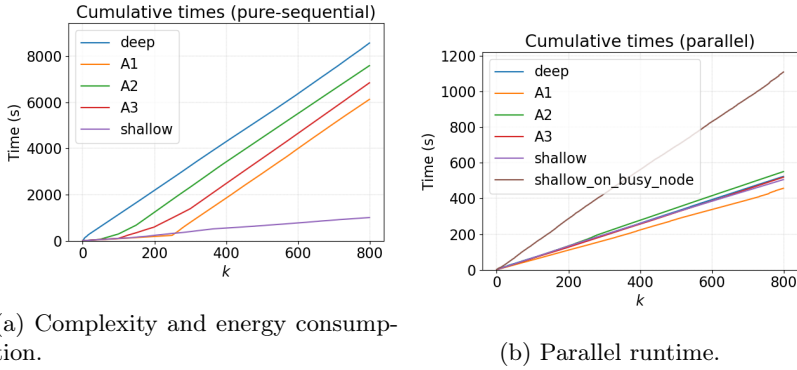 Cumulative times (pure-sequential)
8000
6000
4000
2000
0
Time (s)
deep
A1
A2
A3
shallow
0 200 400 600 800
k
(a) Complexity and energy consump-
tion.
Cumulative times (parallel)
1200
1000
800
600
400
200
0
Time (s)
deep
A1
A2
A3
shallow
shallow_on_busy_node
0 200 400 600 800
k
(b) Parallel runtime.